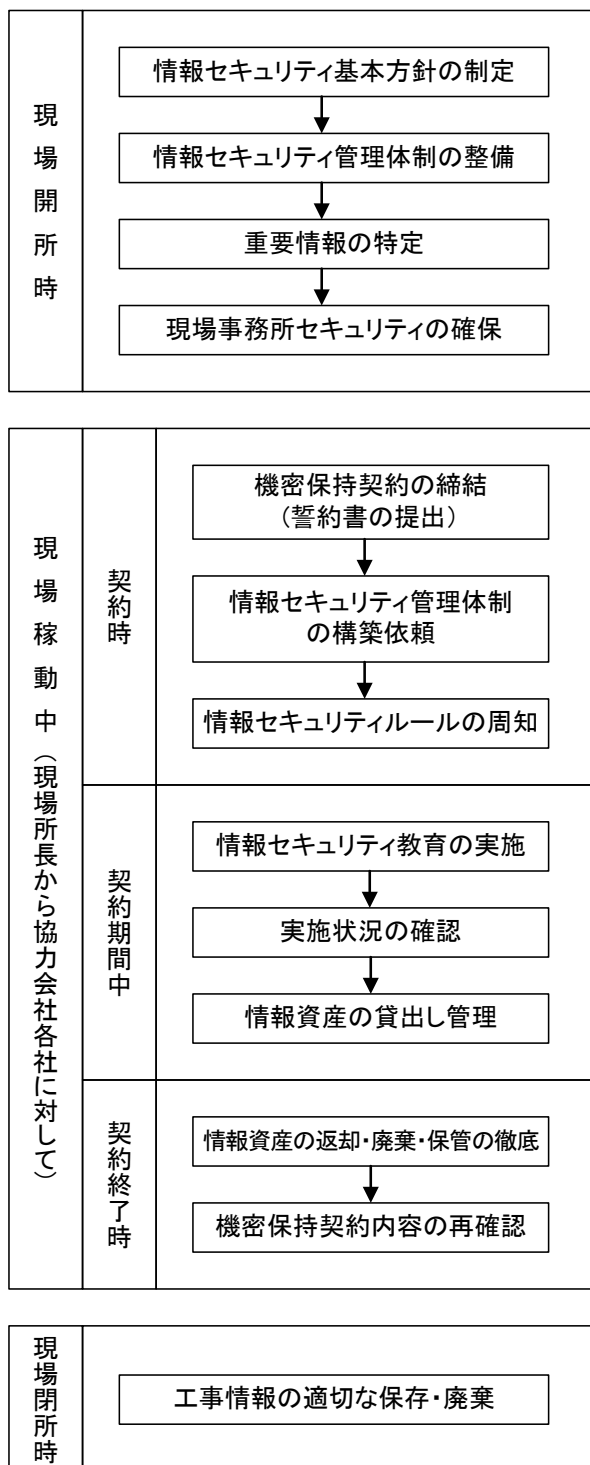 現場開所時
情報セキュリティ基本方針の制定
情報セキュリティ管理体制の整備
重要情報の特定
現場事務所セキュリティの確保
現場稼動中（現場所長から協力会社各社に対して）
契約時
機密保持契約の締結
（誓約書の提出）
情報セキュリティ管理体制
の構築依頼
情報セキュリティルールの周知
契約期間中
情報セキュリティ教育の実施
実施状況の確認
情報資産の貸出し管理
契約終了時
情報資産の返却・廃棄・保管の徹底
機密保持契約内容の再確認
現場閉所時
工事情報の適切な保存・廃棄